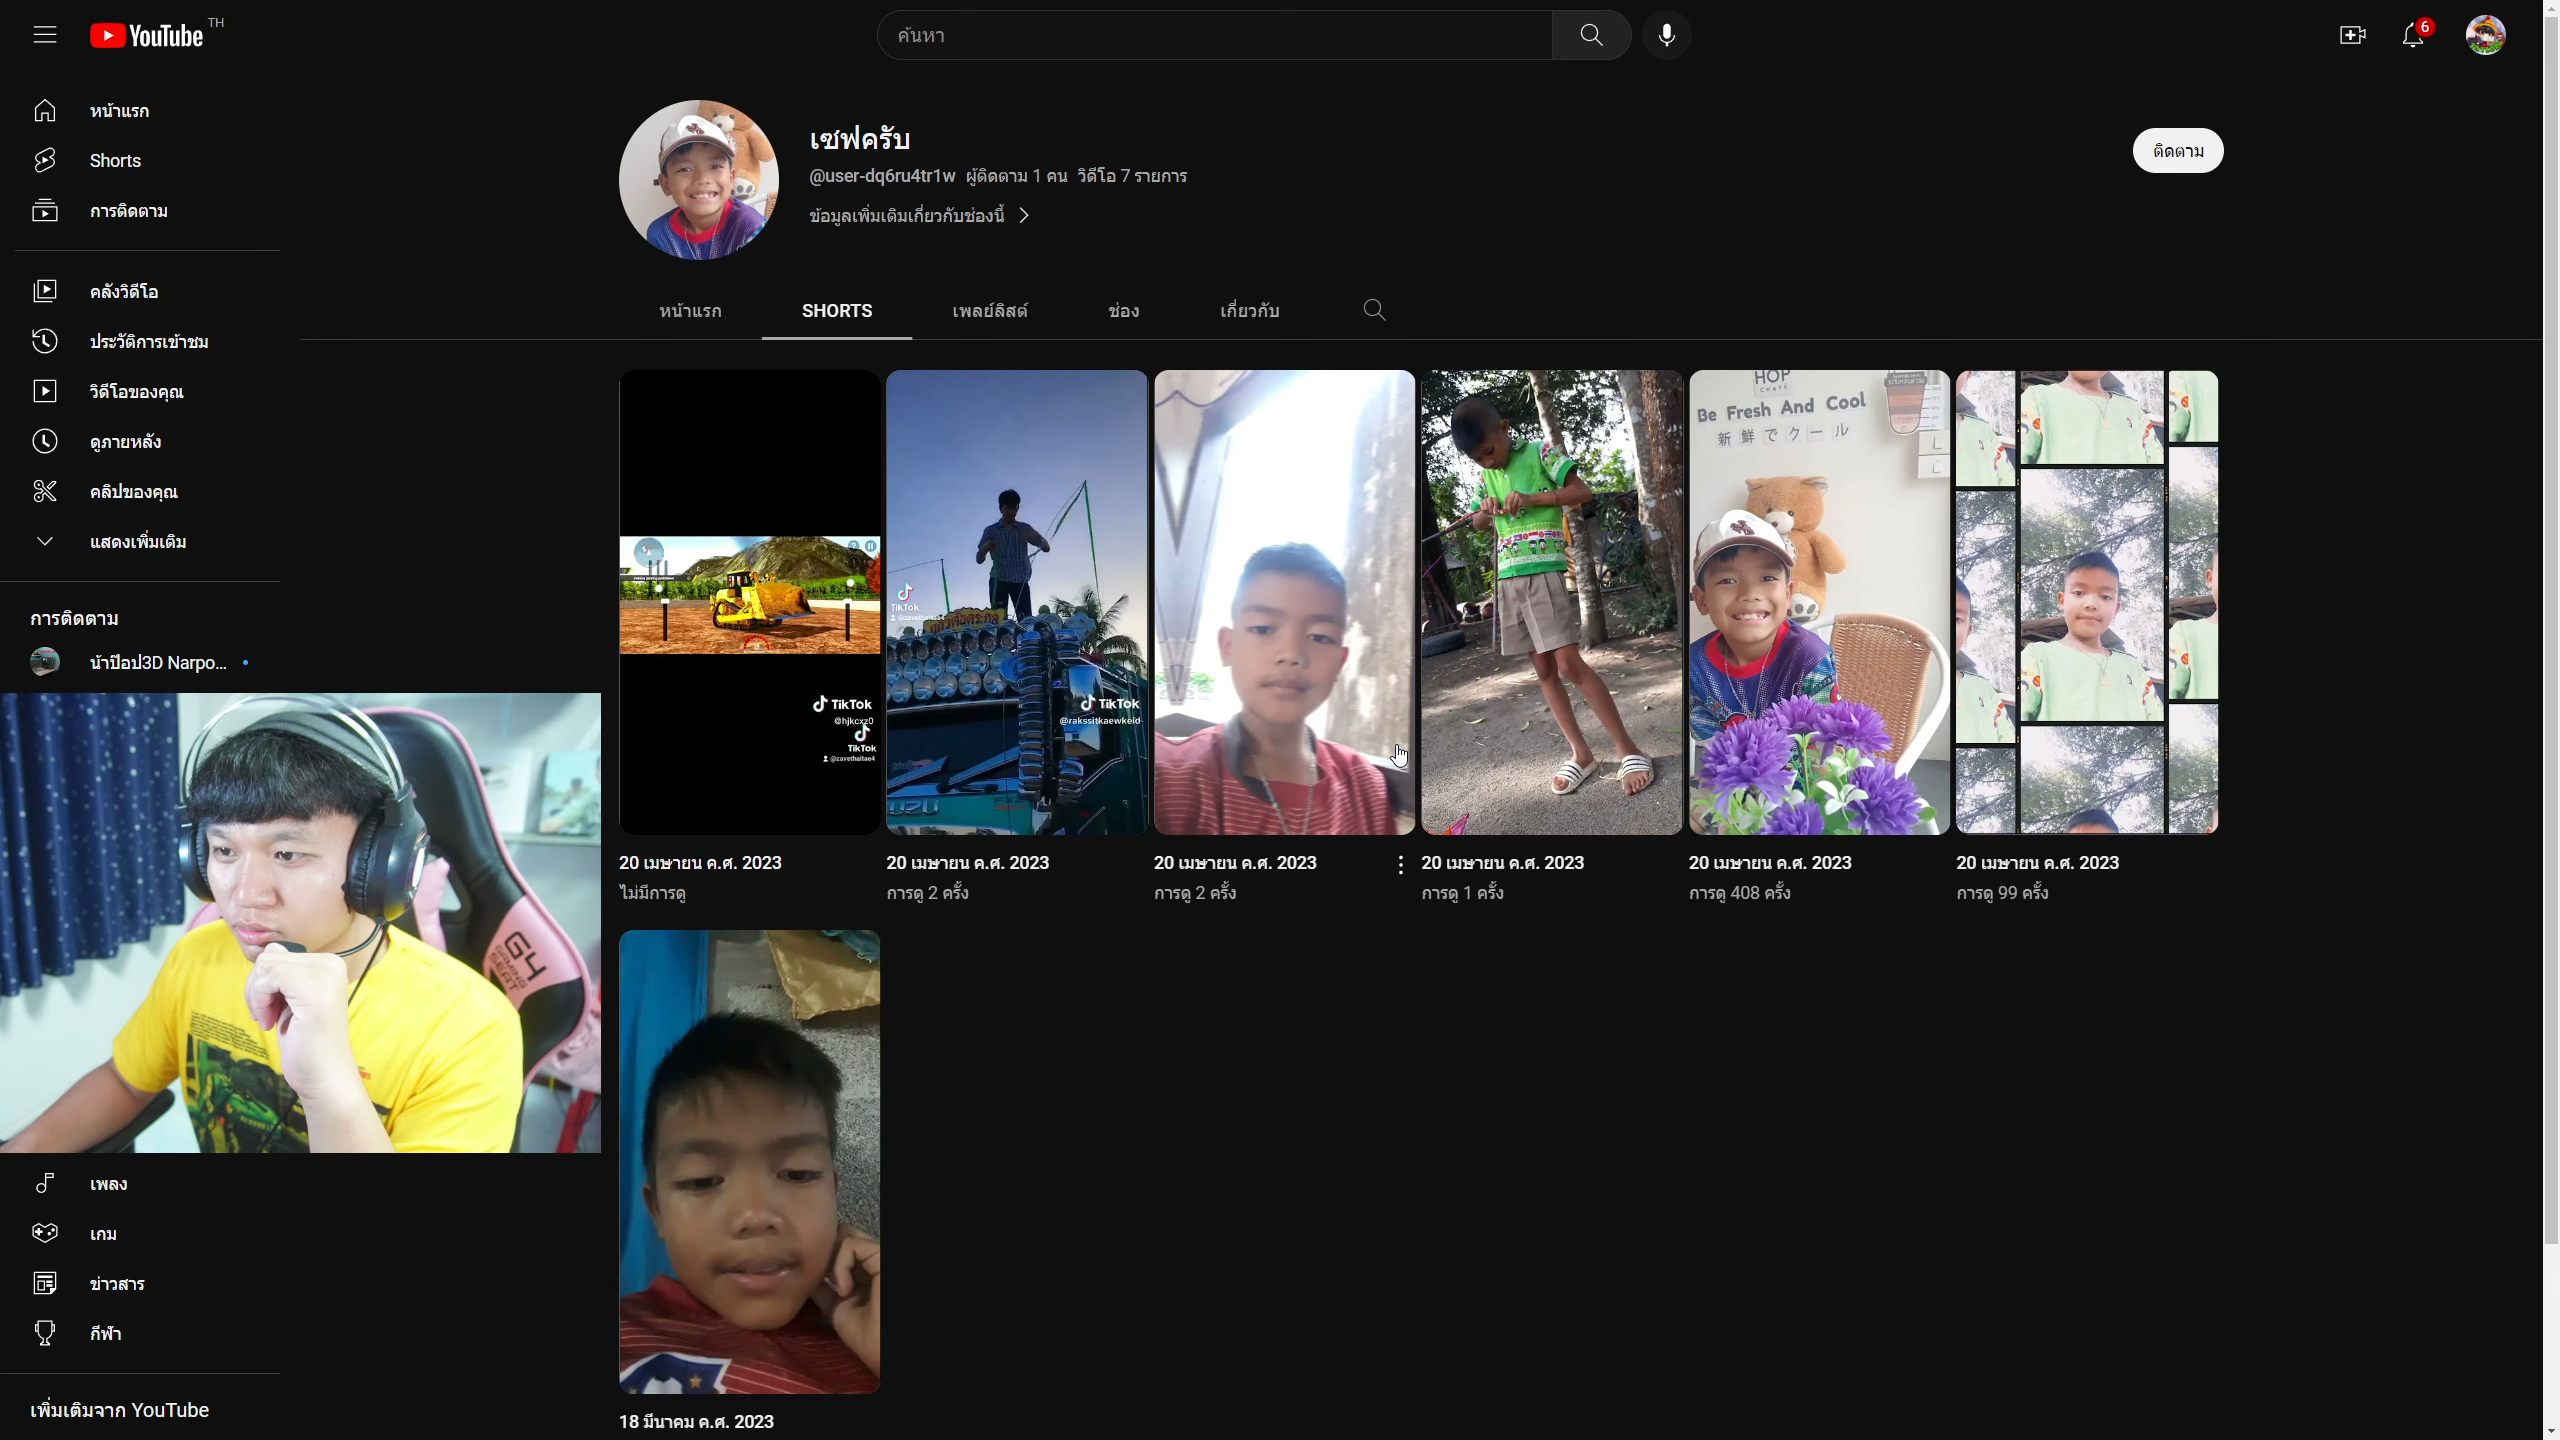 YouTube TH
ค้นหา
6
หน้าแรก
Shorts
การติดตาม
คลังวิดีโอ
ประวัติการเข้าชม
วิดีโอของคุณ
ดูภายหลัง
คลิปของคุณ
แสดงเพิ่มเติม
การติดตาม
น้าป๊อป3D Narpo...
เพลง
เกม
ข่าวสาร
กีฬา
เพิ่มเติมจาก YouTube
เซฟครับ
@user-dq6ru4tr1w ผู้ติดตาม 1 คน วิดีโอ 7 รายการ
ข้อมูลเพิ่มเติมเกี่ยวกับช่องนี้
ติดตาม
หน้าแรก SHORTS เพลย์ลิสต์ ช่อง เกี่ยวกับ
TikTok
@hjkcxz0
TikTok
@zavethaitae4
TikTok
TikTok
@rakssitkaewkeid
HOP
CHAFE
Be Fresh And Cool
新鮮でクール
20 เมษายน ค.ศ. 2023
ไม่มีการดู
20 เมษายน ค.ศ. 2023
การดู 2 ครั้ง
20 เมษายน ค.ศ. 2023
การดู 2 ครั้ง
20 เมษายน ค.ศ. 2023
การดู 1 ครั้ง
20 เมษายน ค.ศ. 2023
การดู 408 ครั้ง
20 เมษายน ค.ศ. 2023
การดู 99 ครั้ง
G4
GAMING
SEAT
18 มีนาคม ค.ศ. 2023